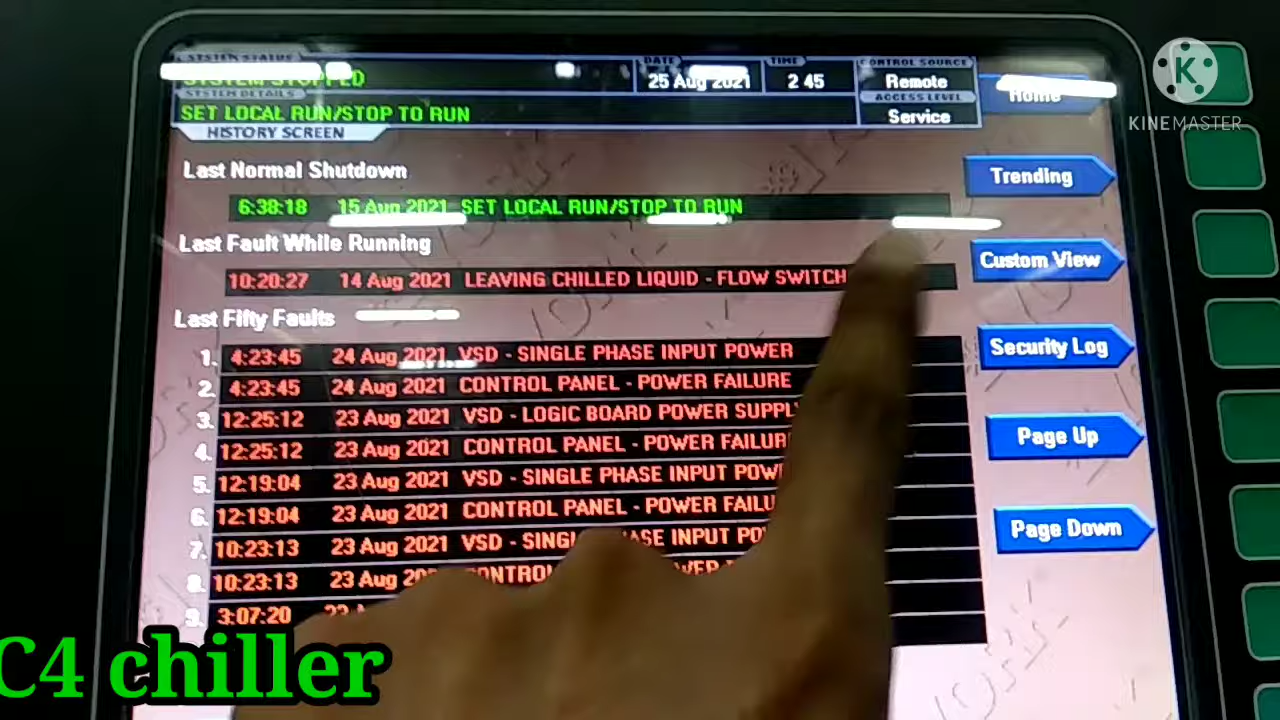 SYSTEM STATUS
SYSTEM STOPPED
DATE
25 Aug 2021
TIME
2 45
CONTROL SOURCE
Remote
SYSTEM DETAILS
SET LOCAL RUN/STOP TO RUN
ACCESS LEVEL
Service
Home
K
KINEMASTER
HISTORY SCREEN
Last Normal Shutdown
6:38:18 15 Aug 2021 SET LOCAL RUN/STOP TO RUN
Trending
Last Fault While Running
10:20:27 14 Aug 2021 LEAVING CHILLED LIQUID - FLOW SWITCH
Custom View
Last Fifty Faults
1. 4:23:45 24 Aug 2021 VSD - SINGLE PHASE INPUT POWER
2. 4:23:45 24 Aug 2021 CONTROL PANEL - POWER FAILURE
3. 12:25:12 23 Aug 2021 VSD - LOGIC BOARD POWER SUPPLY
4. 12:25:12 23 Aug 2021 CONTROL PANEL - POWER FAILURE
5. 12:19:04 23 Aug 2021 VSD - SINGLE PHASE INPUT POW
6. 12:19:04 23 Aug 2021 CONTROL PANEL - POWER FAILU
7. 10:23:13 23 Aug 2021 VSD - INPUT
8. 10:23:13 23 Aug
9. 3:07:20
Security Log
Page Up
Page Down
C4 chiller